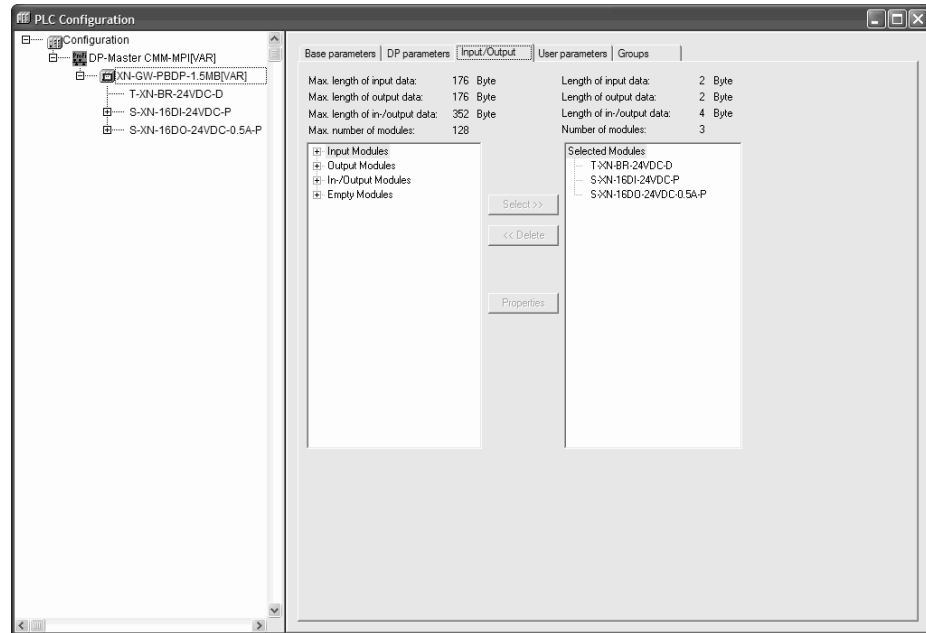 PLC Configuration
Configuration
DP-Master CMM-MPI[VAR]
XN-GW-PBDP-1.5MB[VAR]
T-XN-BR-24VDC-D
S-XN-16DI-24VDC-P
S-XN-16DO-24VDC-0.5A-P
Base parameters DP parameters Input/Output User parameters Groups
Max. length of input data: 176 Byte Length of input data: 2 Byte
Max. length of output data: 176 Byte Length of output data: 2 Byte
Max. length of in-/output data: 352 Byte Length of in-/output data: 4 Byte
Max. number of modules: 128 Number of modules: 3
Input Modules
Output Modules
In-/Output Modules
Empty Modules
Select >>
<< Delete
Properties
Selected Modules
T-XN-BR-24VDC-D
S-XN-16DI-24VDC-P
S-XN-16DO-24VDC-0.5A-P